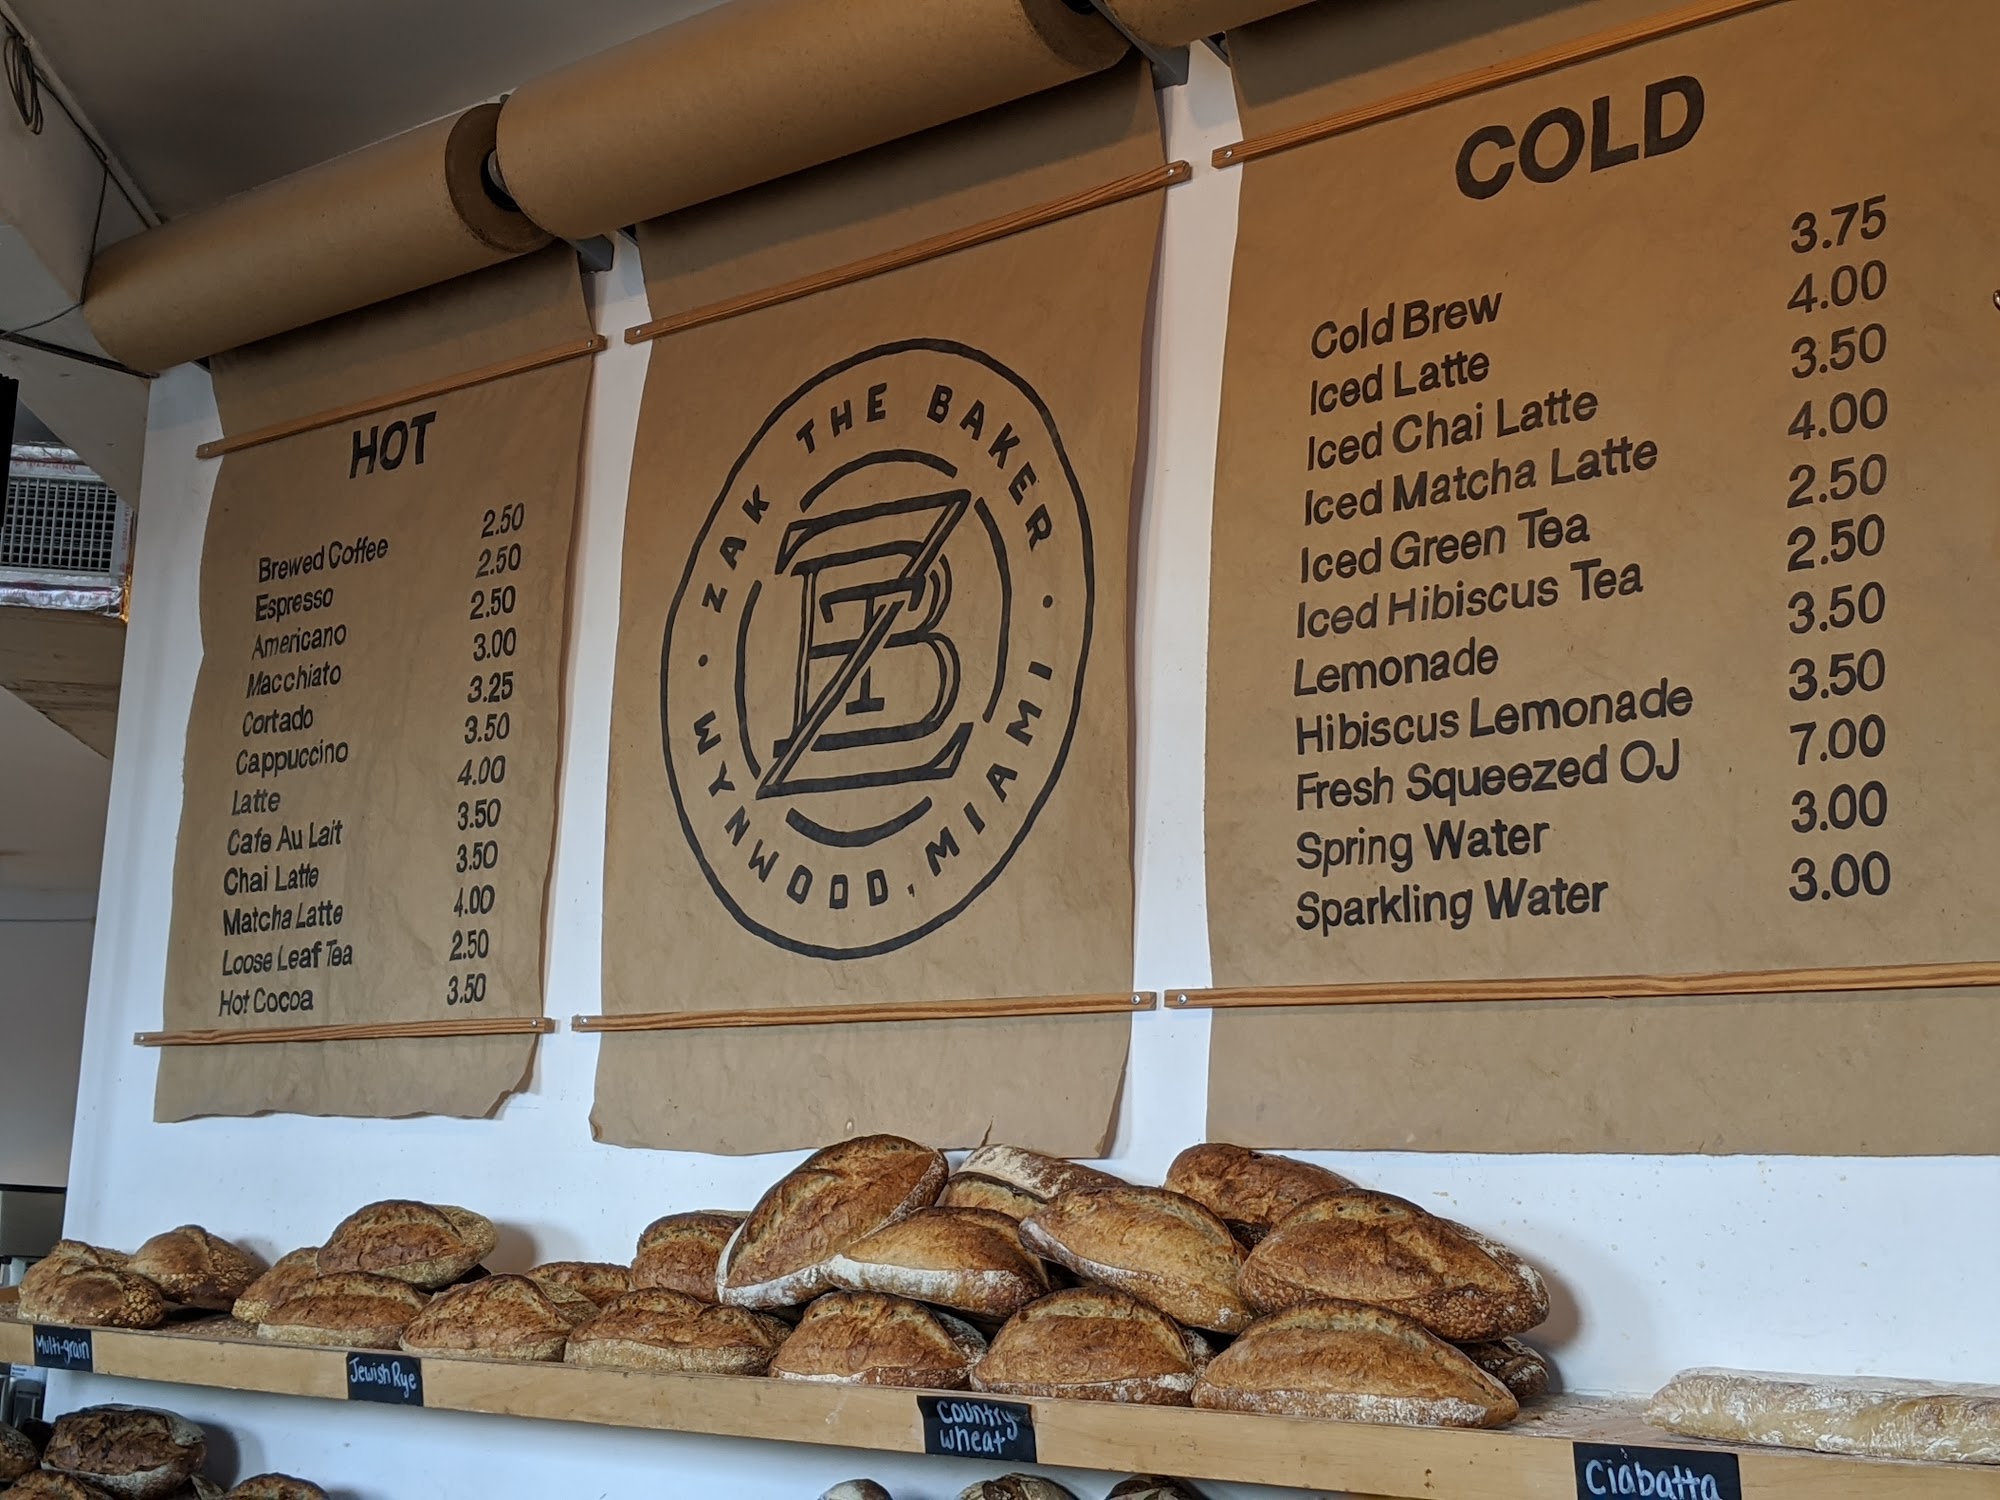 HOT
Brewed Coffee 2.50
Espresso 2.50
Americano 2.50
Macchiato 3.00
Cortado 3.25
Cappuccino 3.50
Latte 4.00
Cafe Au Lait 3.50
Chai Latte 3.50
Matcha Latte 4.00
Loose Leaf Tea 2.50
Hot Cocoa 3.50
ZAK THE BAKER
ZTB
WYNWOOD, MIAMI
COLD
Cold Brew 3.75
Iced Latte 4.00
Iced Chai Latte 3.50
Iced Matcha Latte 4.00
Iced Green Tea 2.50
Iced Hibiscus Tea 2.50
Lemonade 3.50
Hibiscus Lemonade 3.50
Fresh Squeezed OJ 7.00
Spring Water 3.00
Sparkling Water 3.00
Multi-grain
Jewish Rye
Country
wheat
Ciabatta